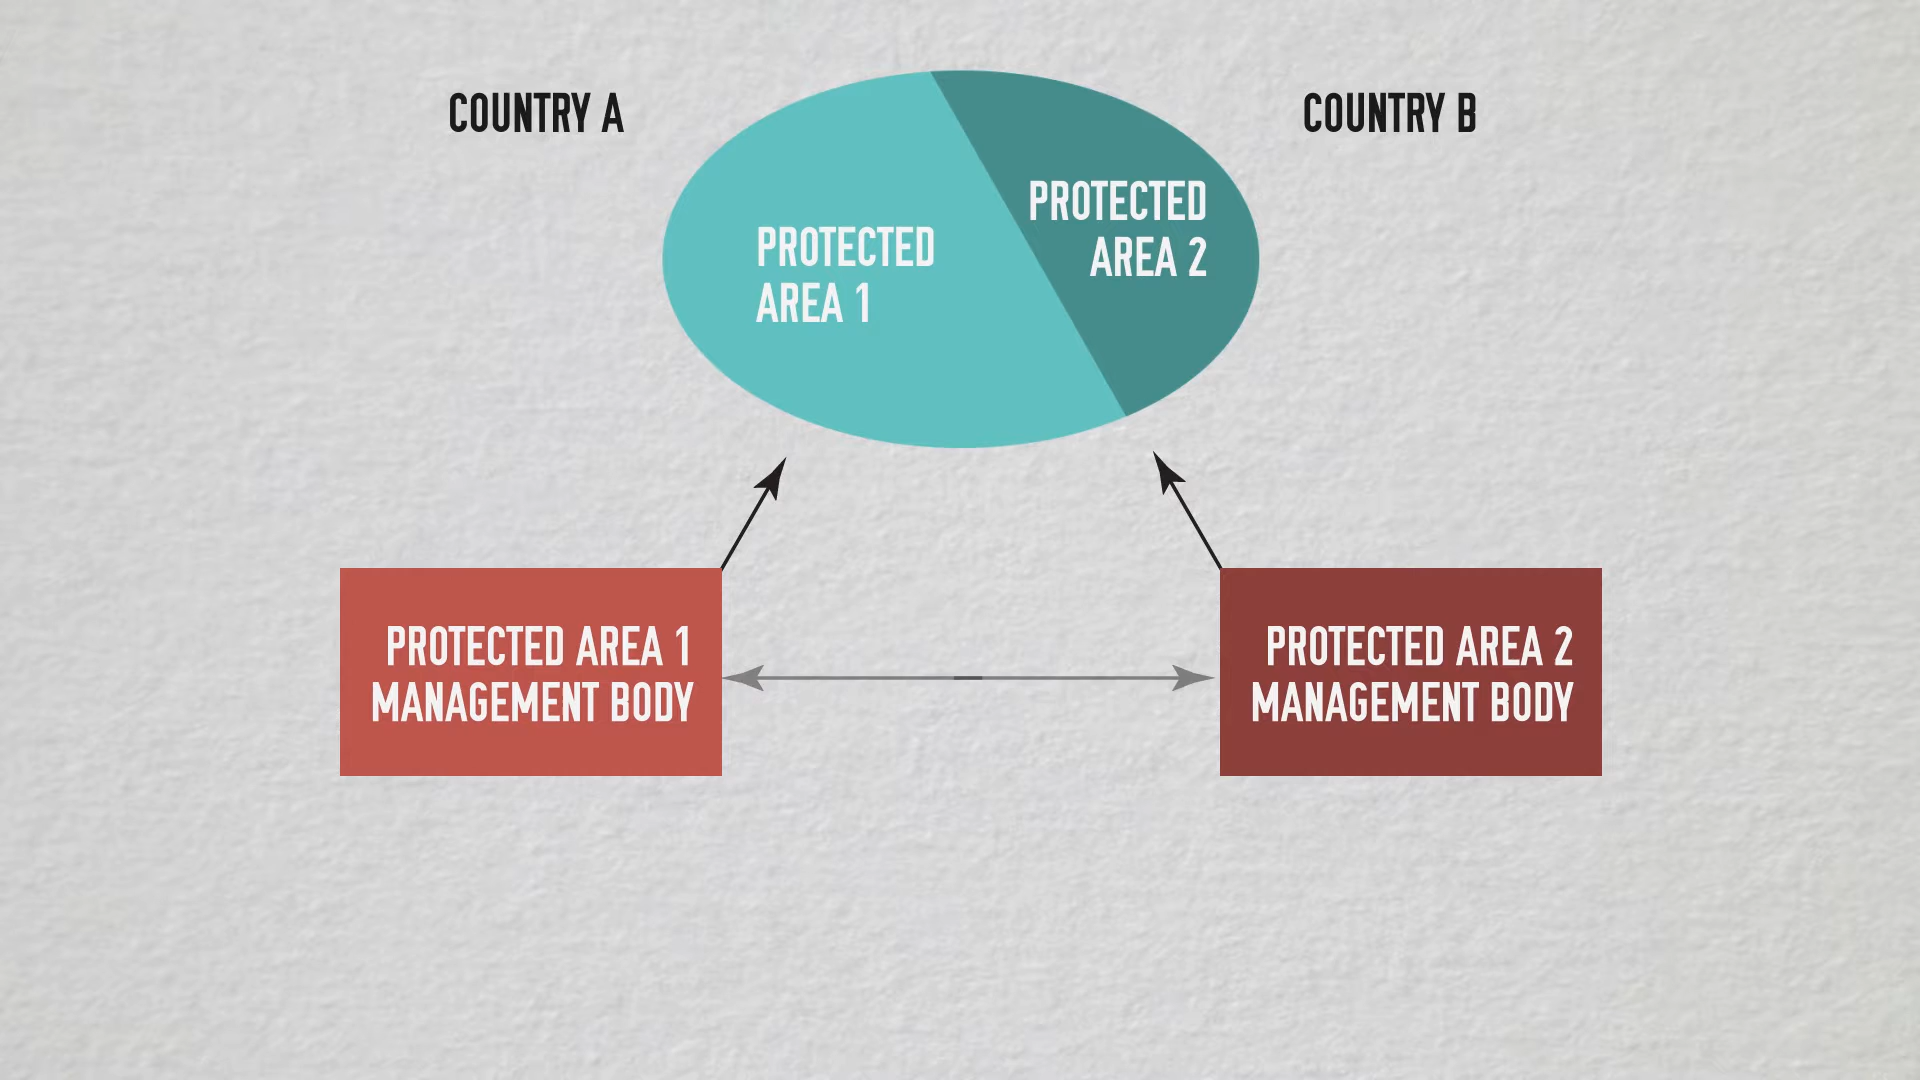 COUNTRY A
COUNTRY B
PROTECTED
AREA 1
PROTECTED
AREA 2
PROTECTED AREA 1
MANAGEMENT BODY
PROTECTED AREA 2
MANAGEMENT BODY